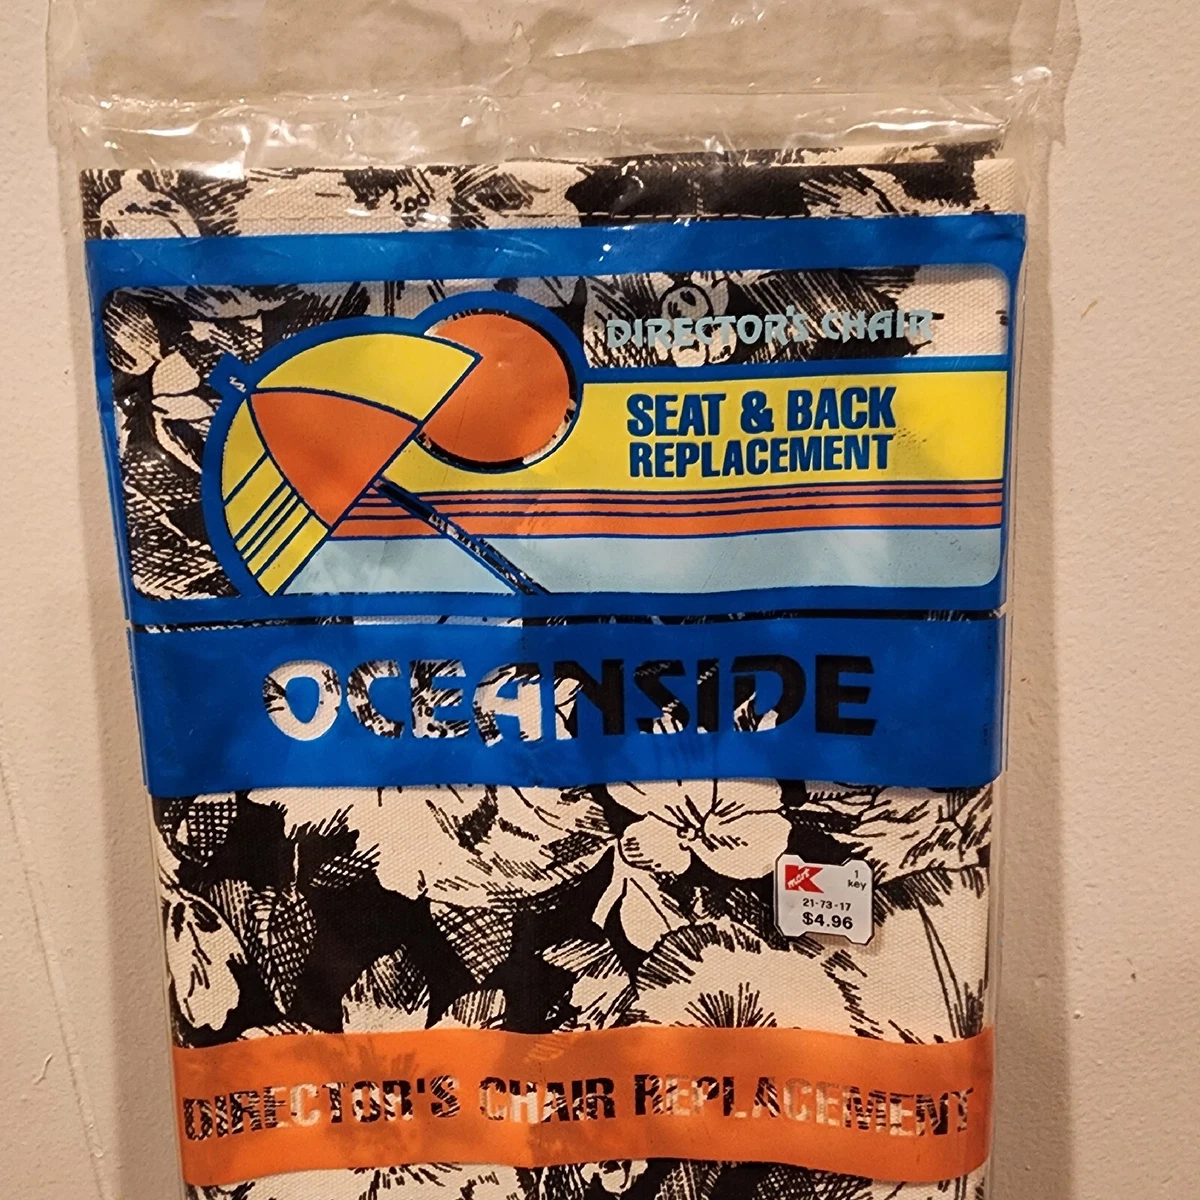 DIRECTOR'S CHAIR
SEAT & BACK
REPLACEMENT
OCEANSIDE
Kmart
1
key
21-73-17
$4.96
DIRECTOR'S CHAIR REPLACEMENT